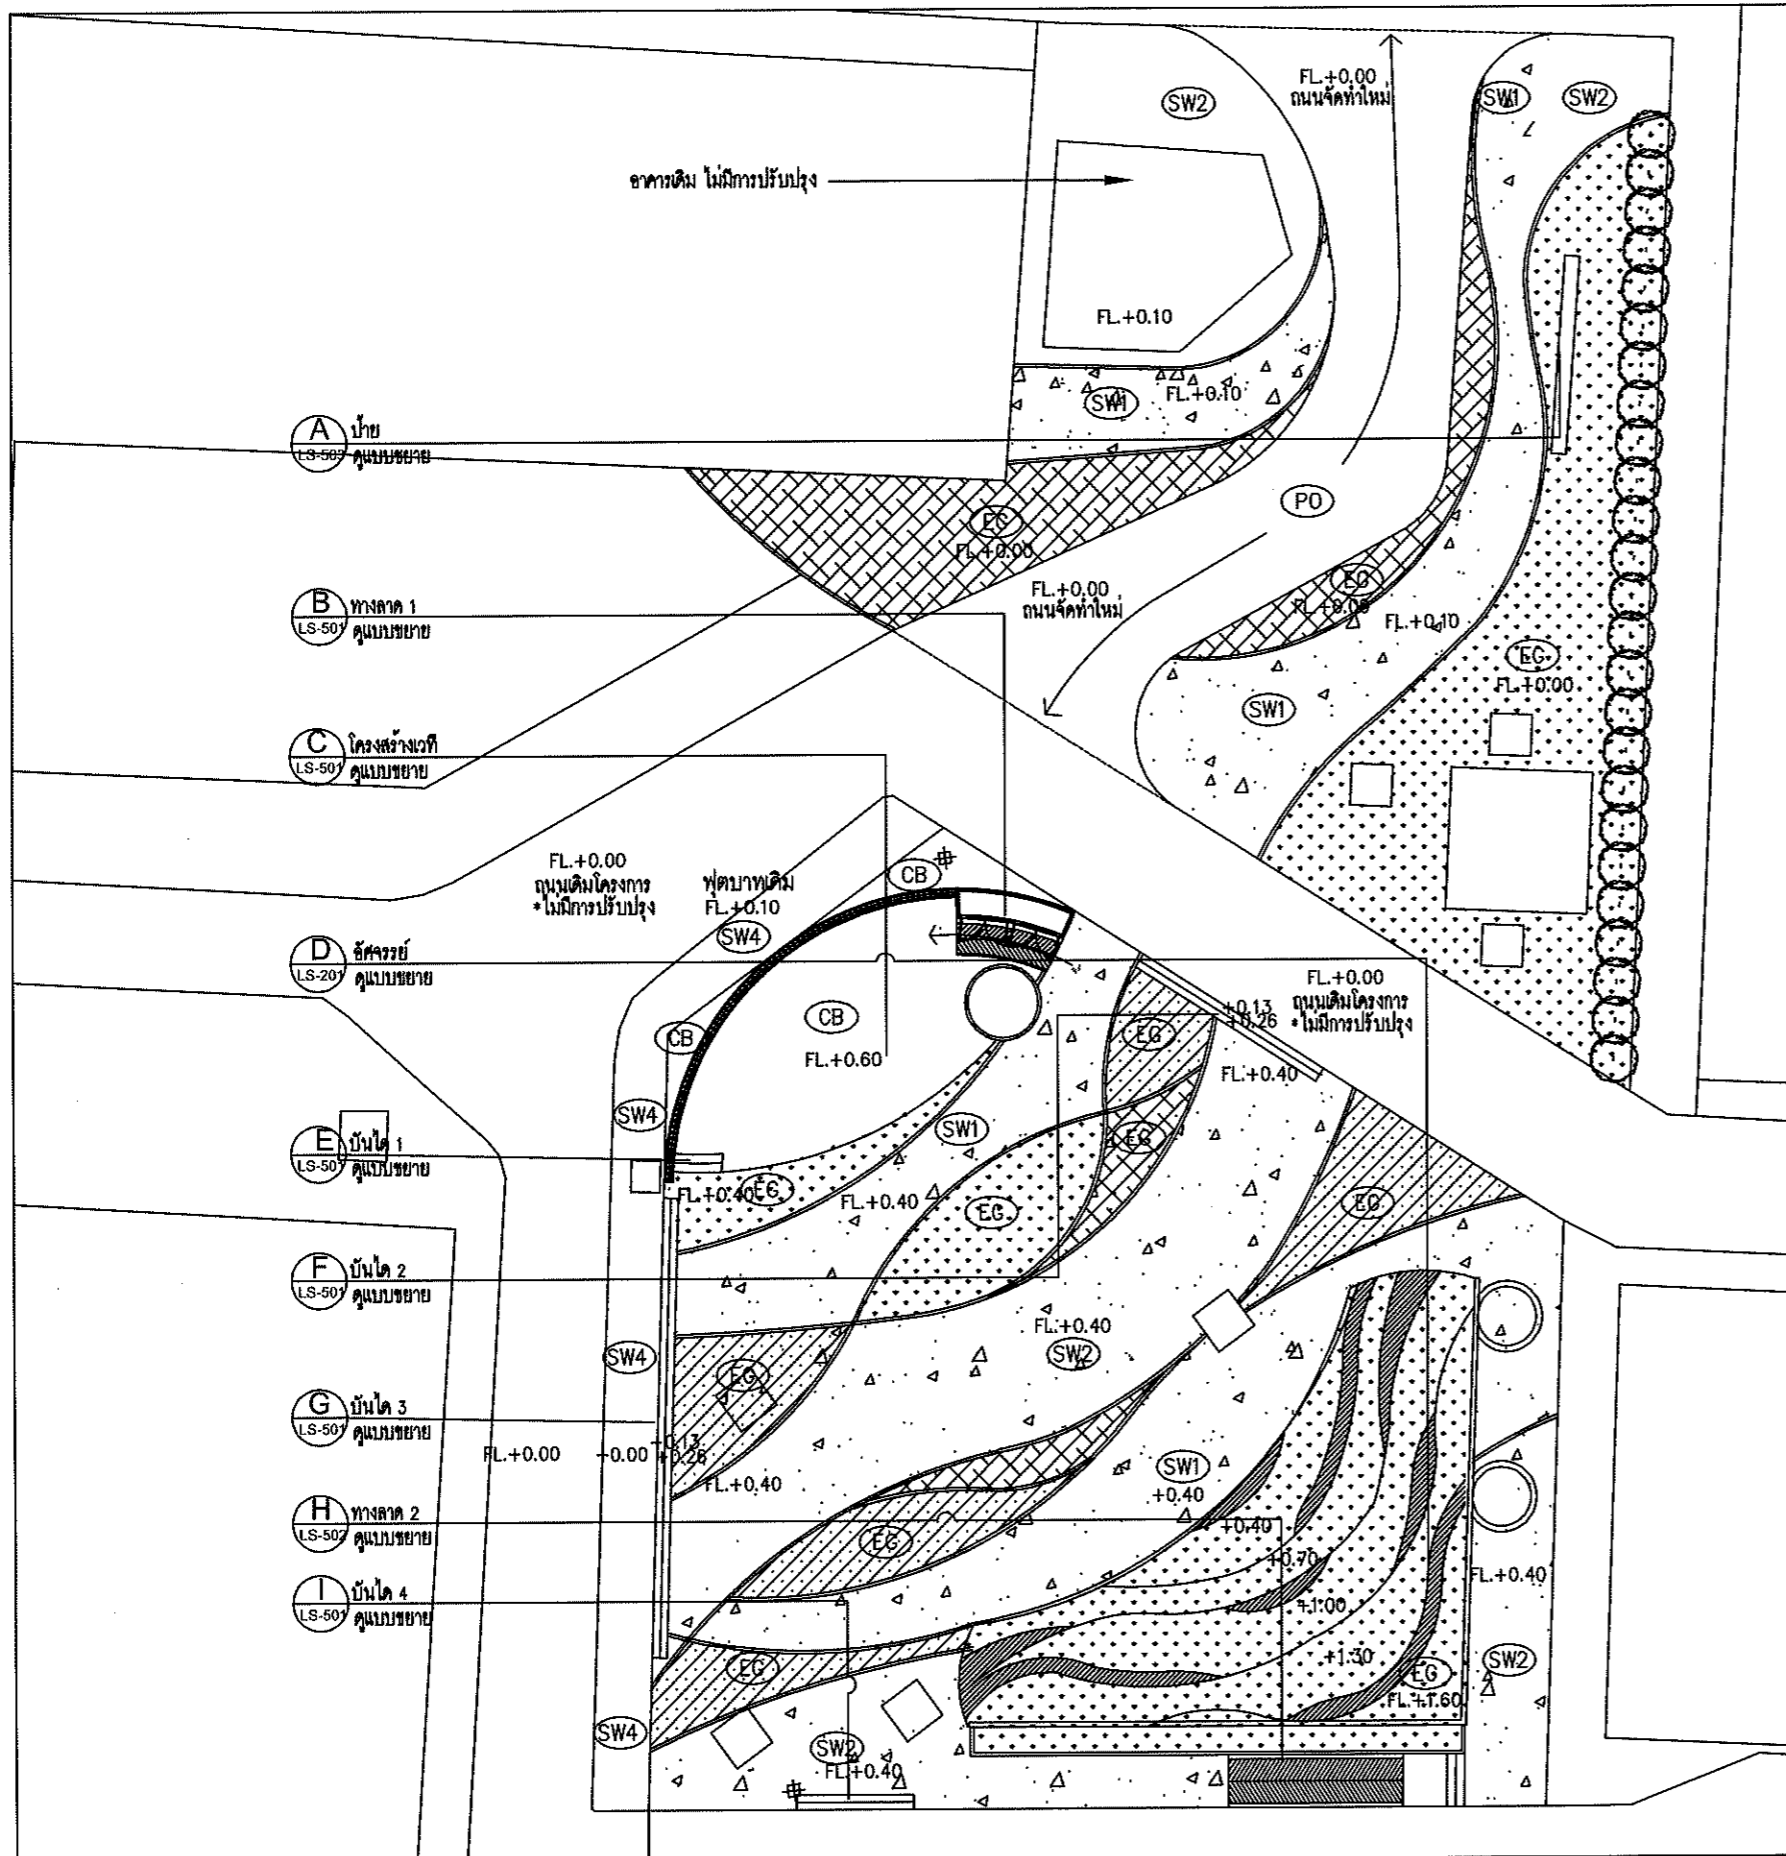 FL.+0.00
ถนนจัดทำใหม่
SW2
SW1
SW2
อาคารเดิม ไม่มีการปรับปรุง
FL.+0.10
SW1
FL.+0.10
A ป้าย
LS-503 ดูแบบขยาย
PO
EG
FL.+0.00
FL.+0.00
ถนนจัดทำใหม่
EG
FL.+0.00
FL.+0.10
B ทางลาด 1
LS-501 ดูแบบขยาย
EG
FL.+0.00
SW1
C โครงสร้างเวที
LS-501 ดูแบบขยาย
FL.+0.00
ถนนเดิมโครงการ
*ไม่มีการปรับปรุง
ฟุตบาทเดิม
FL.+0.10
CB
SW4
D อัศจรรย์
LS-201 ดูแบบขยาย
FL.+0.00
ถนนเดิมโครงการ
*ไม่มีการปรับปรุง
+0.13
+0.26
CB
CB
FL.+0.60
EG
FL.+0.40
SW4
SW1
EG
E บันได 1
LS-501 ดูแบบขยาย
FL.+0.40
EG
FL.+0.40
EG
EG
F บันได 2
LS-501 ดูแบบขยาย
FL.+0.40
SW2
SW4
EG
G บันได 3
LS-501 ดูแบบขยาย
FL.+0.00
+0.00
+0.13
+0.26
FL.+0.40
SW1
+0.40
H ทางลาด 2
LS-502 ดูแบบขยาย
EG
+0.40
+0.70
FL.+0.40
I บันได 4
LS-501 ดูแบบขยาย
+1.00
+1.30
EG
EG
FL.+1.60
SW2
SW4
SW2
FL.+0.40